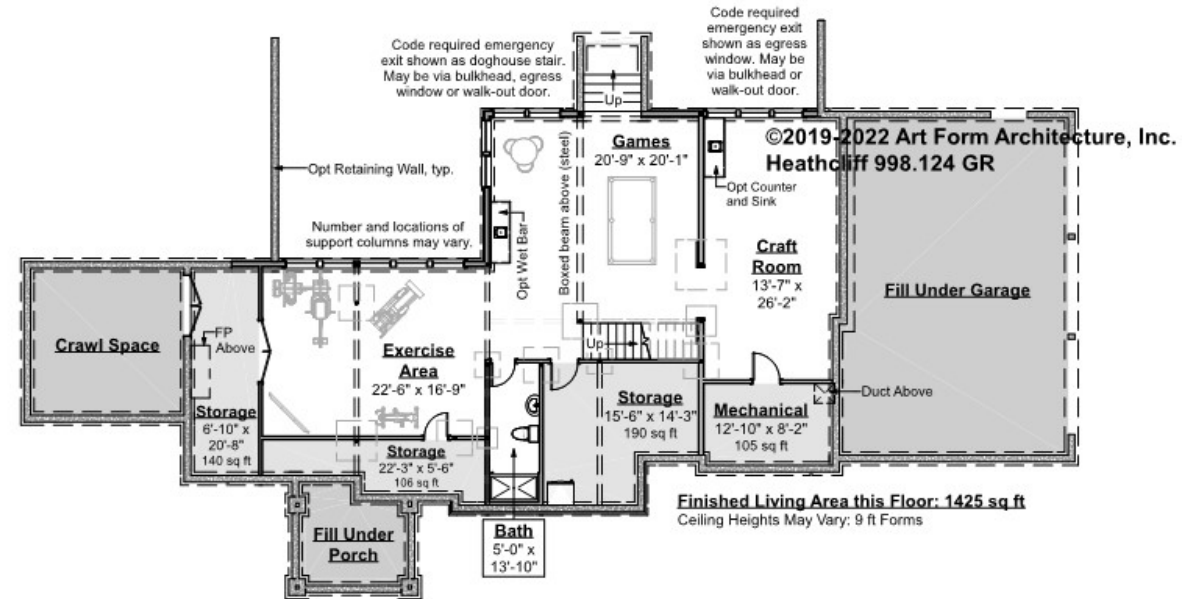 Code required emergency
exit shown as doghouse stair.
May be via bulkhead, egress
window or walk-out door.
Code required
emergency exit
shown as egress
window. May be
via bulkhead or
walk-out door.
Up
Games
20'-9" x 20'-1"
©2019-2022 Art Form Architecture, Inc.
Heathcliff 998.124 GR
Opt Retaining Wall, typ.
Boxed beam above (steel)
Opt Counter
and Sink
Number and locations of
support columns may vary.
Opt Wet Bar
Craft
Room
13'-7" x
26'-2"
Fill Under Garage
Crawl Space
FP
Above
Exercise
Area
22'-6" x 16'-9"
Up
Storage
6'-10" x
20'-8"
140 sq ft
Storage
15'-6" x 14'-3"
190 sq ft
Duct Above
Mechanical
12'-10" x 8'-2"
105 sq ft
Storage
22'-3" x 5'-6"
106 sq ft
Finished Living Area this Floor: 1425 sq ft
Ceiling Heights May Vary: 9 ft Forms
Fill Under
Porch
Bath
5'-0" x
13'-10"